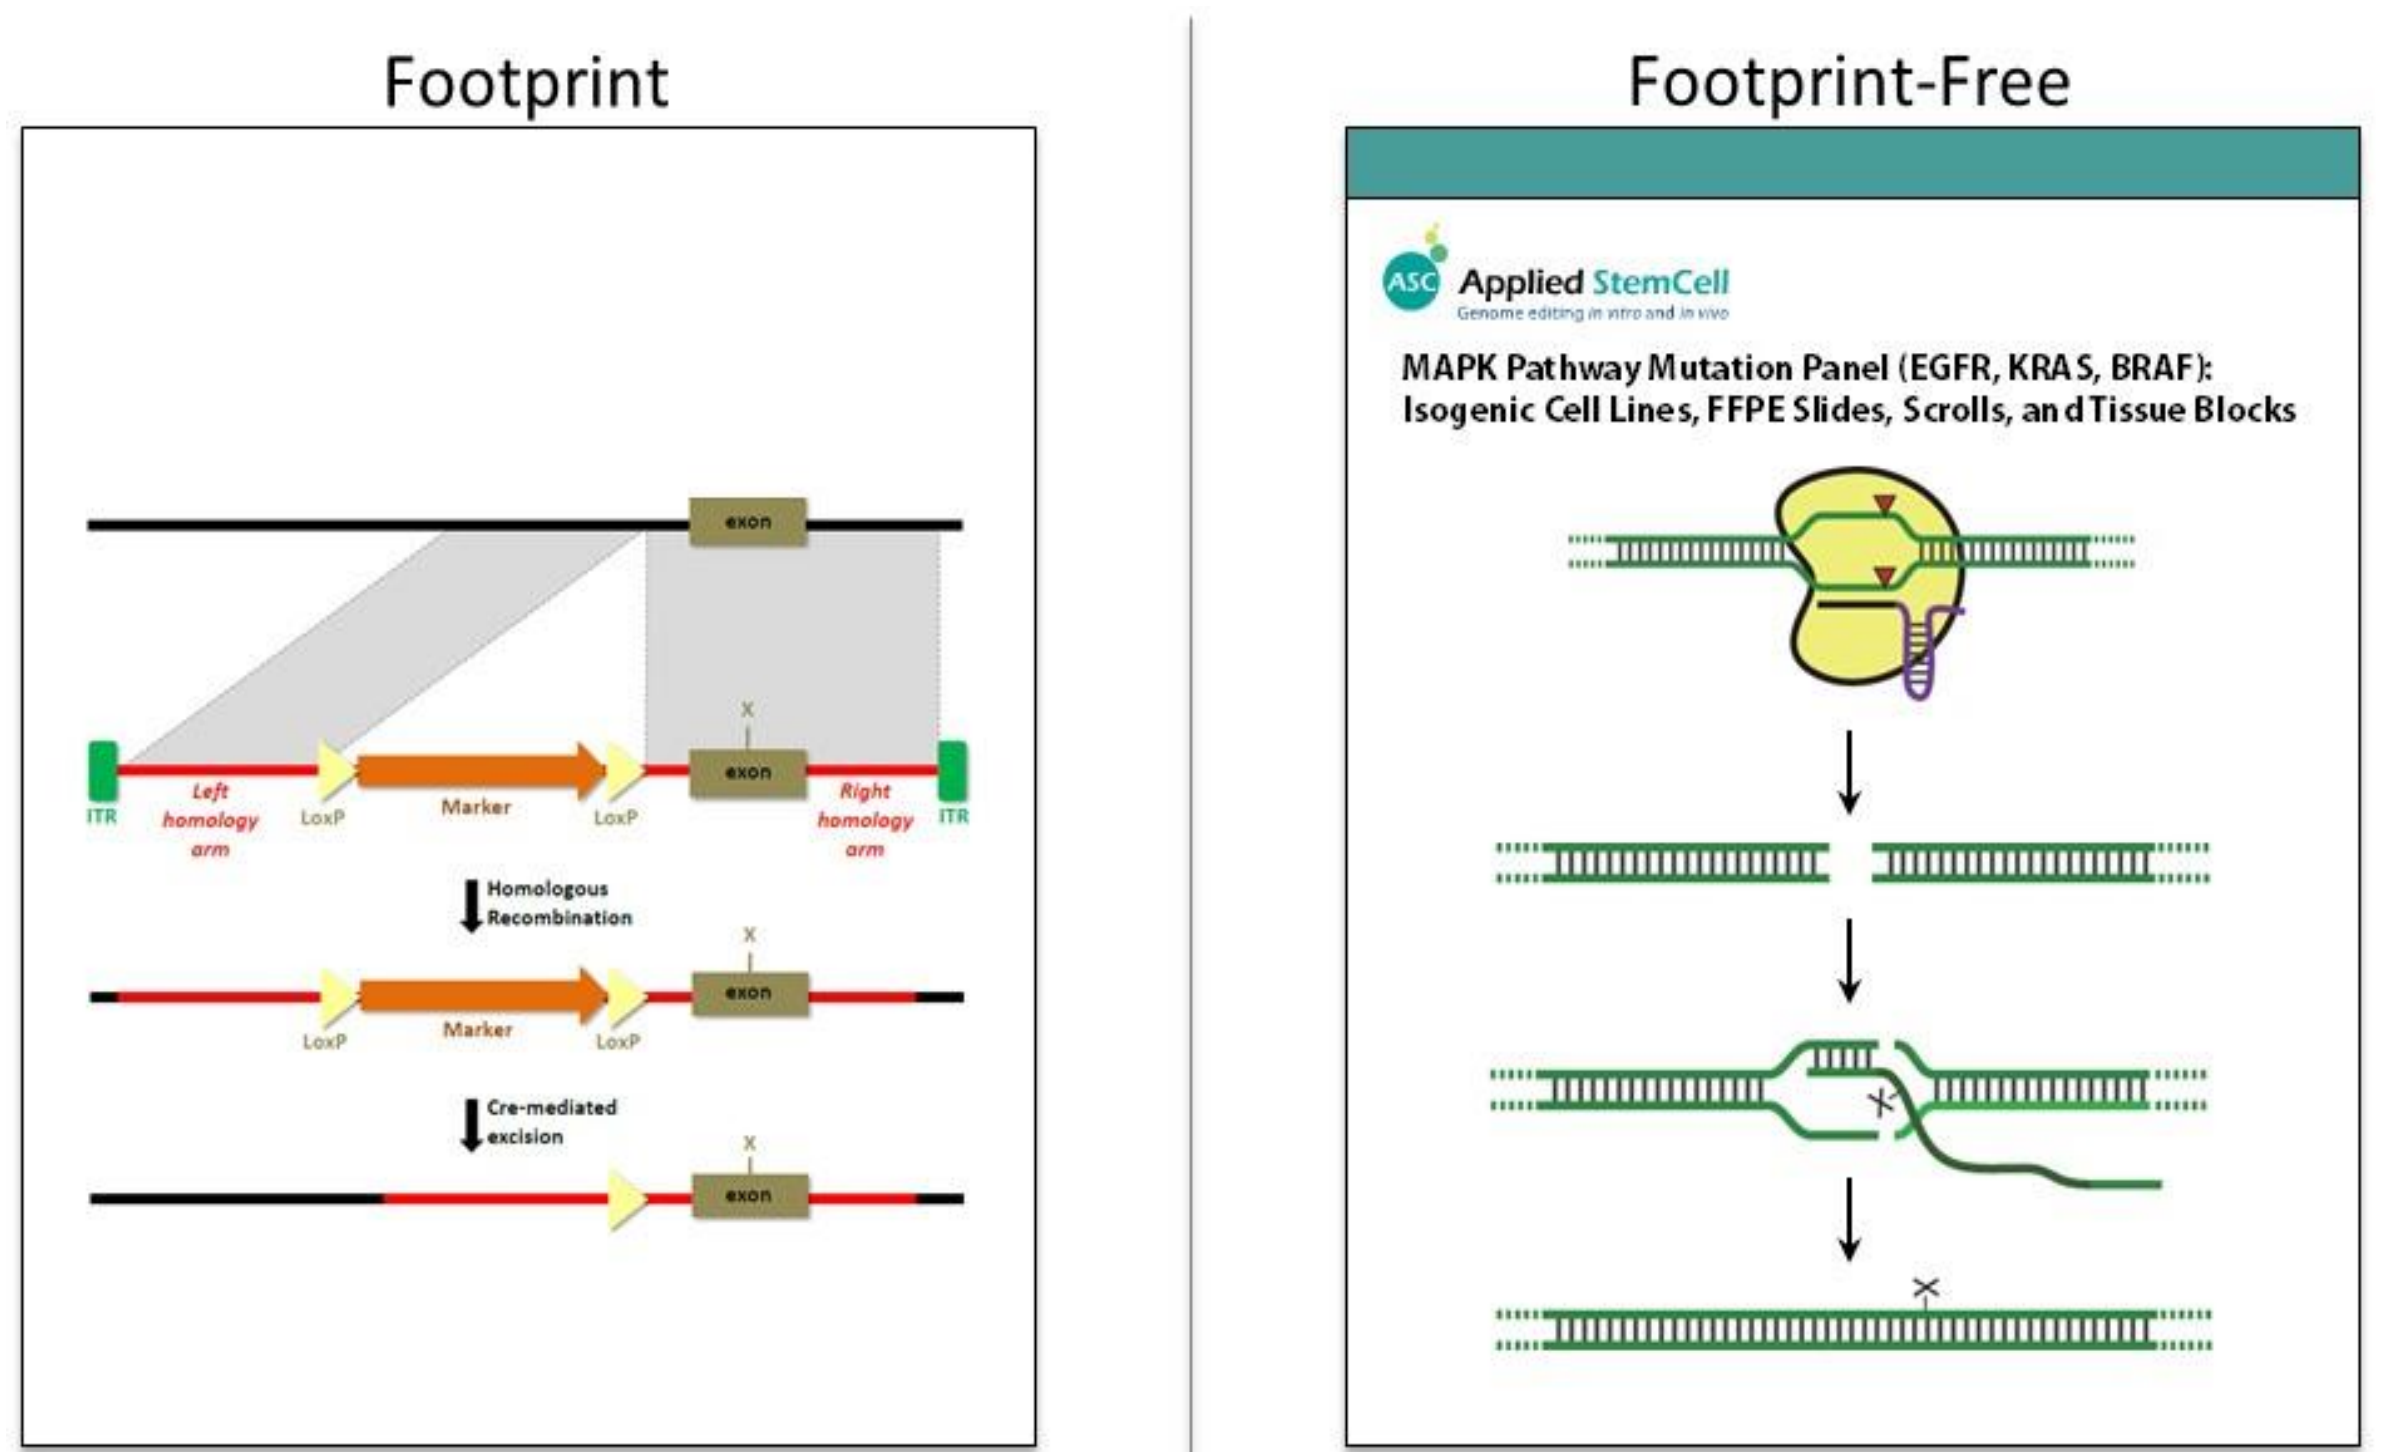 Footprint
exon
X
exon
ITR
Left
homology
arm
LoxP
Marker
LoxP
Right
homology
arm
ITR
Homologous
Recombination
X
exon
LoxP
Marker
LoxP
Cre-mediated
excision
X
exon
Footprint-Free
ASC
Applied StemCell
Genome editing in vitro and in vivo
MAPK Pathway Mutation Panel (EGFR, KRAS, BRAF):
Isogenic Cell Lines, FFPE Slides, Scrolls, and Tissue Blocks
X
X